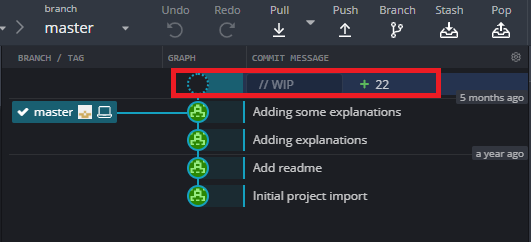 branch
master
Undo Redo Pull Push Branch Stash Pop
BRANCH / TAG GRAPH COMMIT MESSAGE
// WIP + 22
5 months ago
master Adding some explanations
Adding explanations
a year ago
Add readme
Initial project import